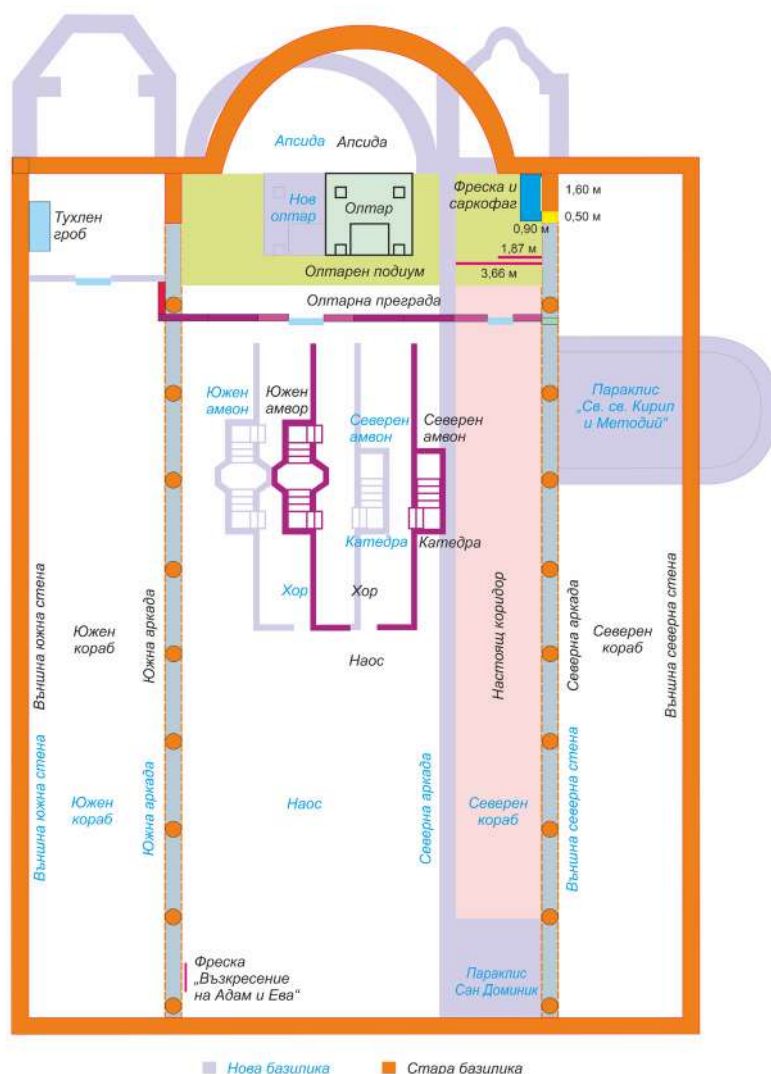 Апсида Апсида
Нов
олтар
Олтар
Фреска и
саркофаг
1,60 м
0,50 м
0,90 м
1,87 м
3,66 м
Тухлен
гроб
Олтарен подиум
Олтарна преграда
Южен
амвон
Южен
амвор
Северен
амвон
Северен
амвон
Параклис
„Св. св. Кирил
и Методий“
Катедра
Катедра
Хор
Хор
Наос
Външна южна стена
Южен
кораб
Южна аркада
Настоящ коридор
Северна аркада
Северен
кораб
Външна северна стена
Външна южна стена
Южен
кораб
Южна аркада
Наос
Северна аркада
Северен
кораб
Външна северна стена
Фреска
„Възкресение
на Адам и Ева“
Параклис
Сан Доминик
Нова базилика
Стара базилика